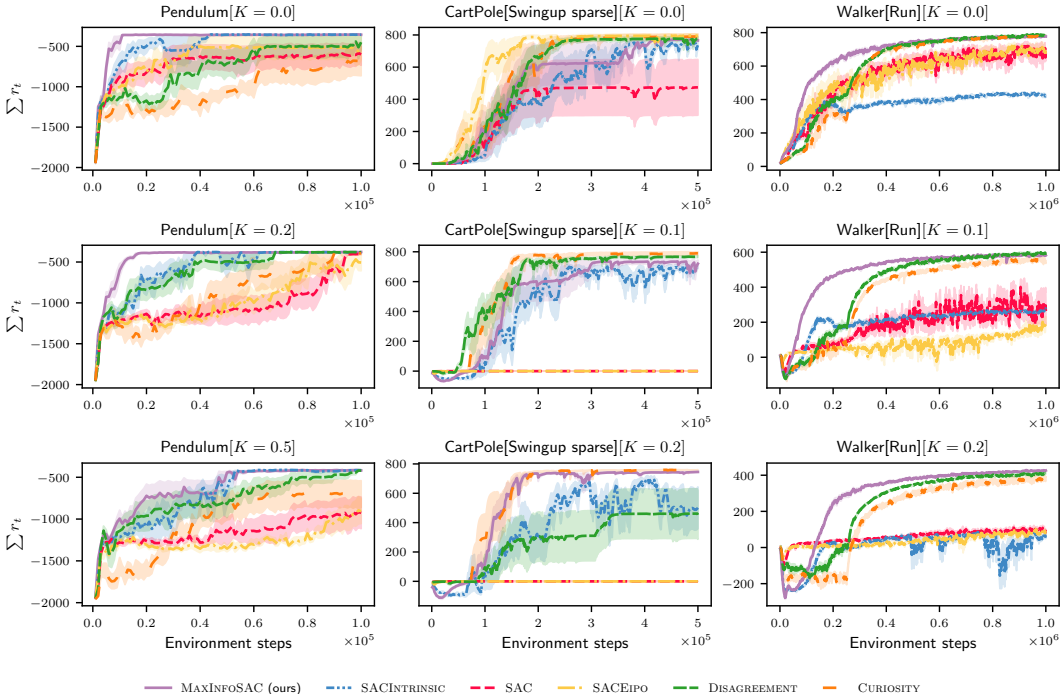 Pendulum[K = 0.0]
CartPole[Swingup sparse][K = 0.0]
Walker[Run][K = 0.0]
∑ r_t
−500
−1000
−1500
−2000
0.0 0.2 0.4 0.6 0.8 1.0
×10^5
800
600
400
200
0
0 1 2 3 4 5
×10^5
800
600
400
200
0
0.0 0.2 0.4 0.6 0.8 1.0
×10^6
Pendulum[K = 0.2]
CartPole[Swingup sparse][K = 0.1]
Walker[Run][K = 0.1]
∑ r_t
−500
−1000
−1500
−2000
0.0 0.2 0.4 0.6 0.8 1.0
×10^5
800
600
400
200
0
0 1 2 3 4 5
×10^5
600
400
200
0
0.0 0.2 0.4 0.6 0.8 1.0
×10^6
Pendulum[K = 0.5]
CartPole[Swingup sparse][K = 0.2]
Walker[Run][K = 0.2]
∑ r_t
−500
−1000
−1500
−2000
0.0 0.2 0.4 0.6 0.8 1.0
×10^5
Environment steps
800
600
400
200
0
0 1 2 3 4 5
×10^5
Environment steps
400
200
0
−200
0.0 0.2 0.4 0.6 0.8 1.0
×10^6
Environment steps
MaxInfoSAC (ours) SACIntrinsic SAC SACEipo Disagreement Curiosity